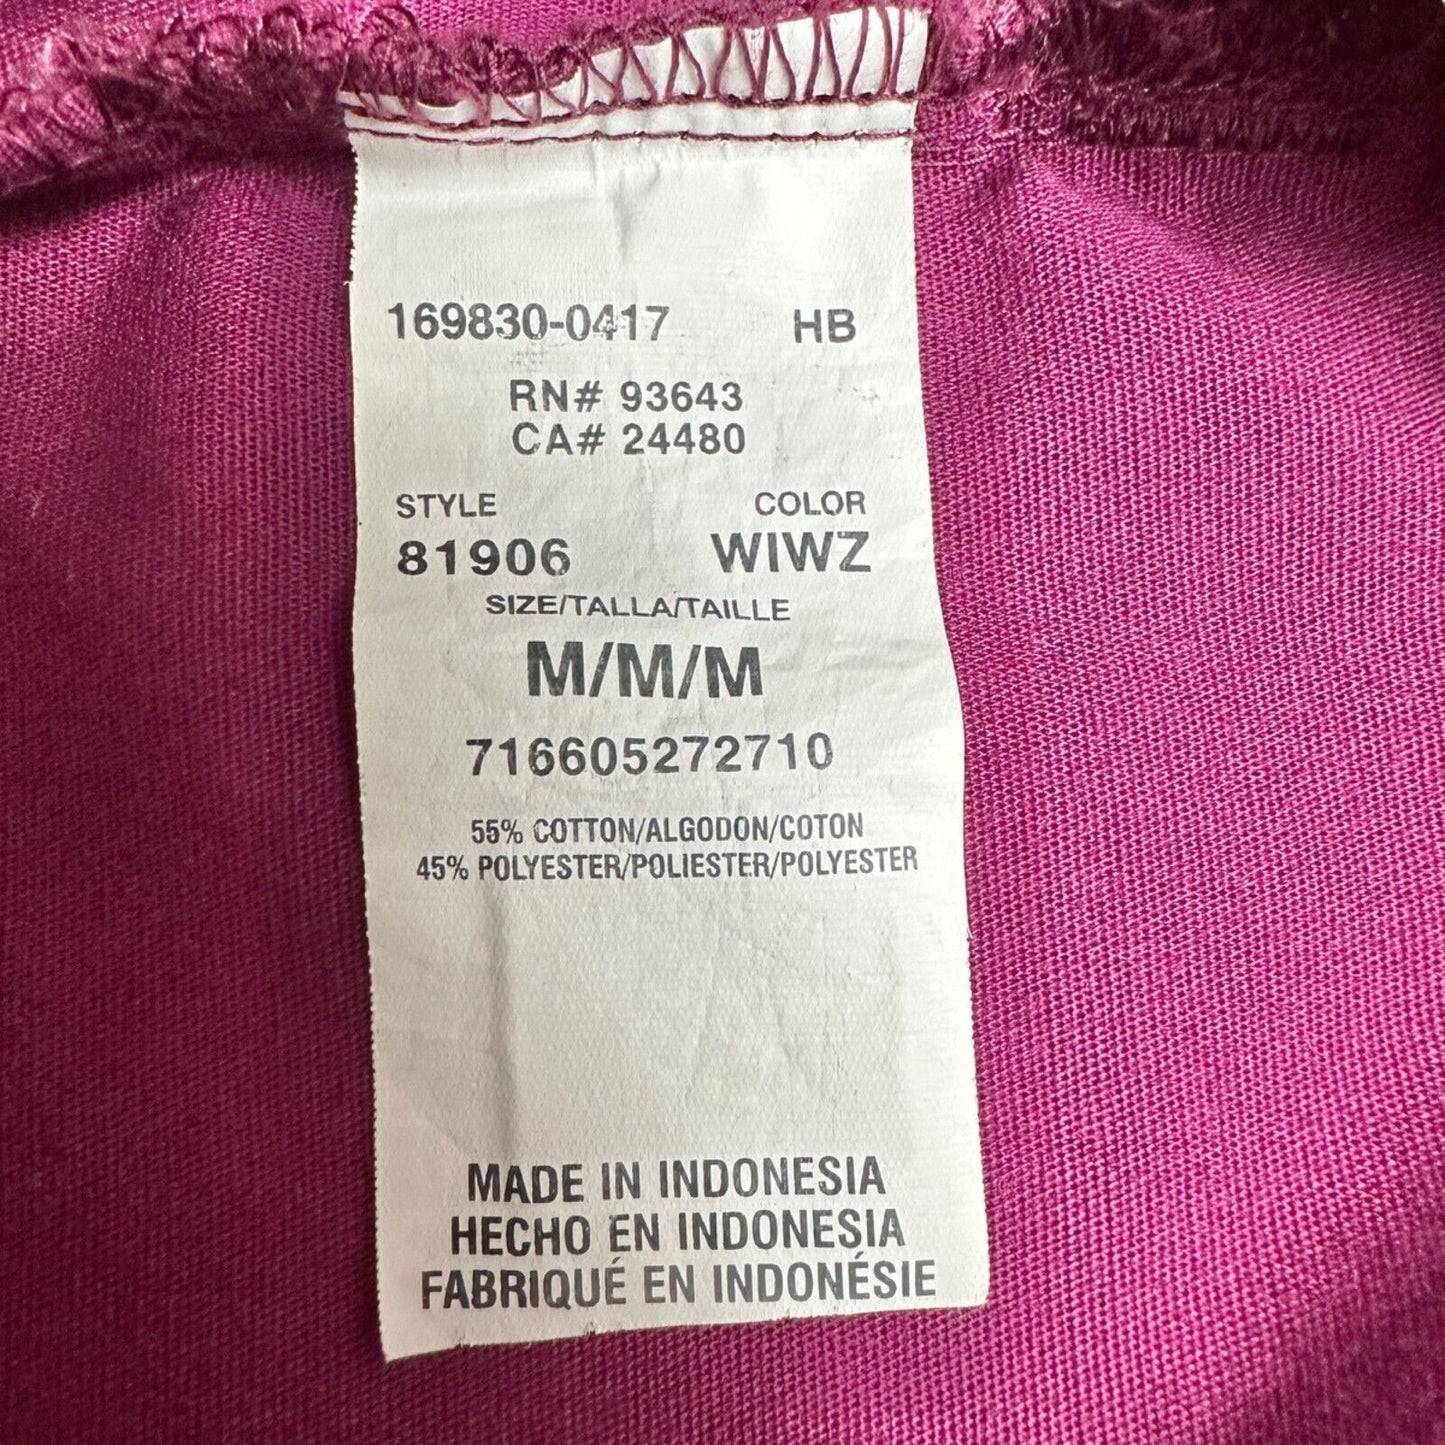 169830-0417 HB
RN# 93643
CA# 24480
STYLE COLOR
81906 WIWZ
SIZE/TALLA/TAILLE
M/M/M
716605272710
55% COTTON/ALGODON/COTON
45% POLYESTER/POLIESTER/POLYESTER
MADE IN INDONESIA
HECHO EN INDONESIA
FABRIQUÉ EN INDONÉSIE